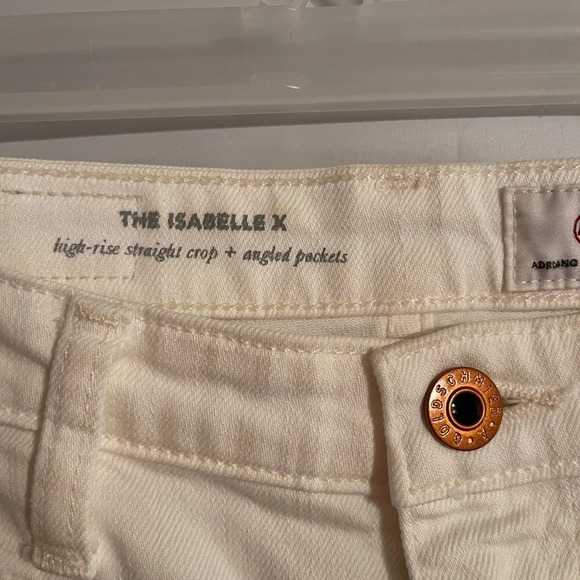 THE ISABELLE X
high-rise straight crop + angled pockets
ADRIANO
GOLDSCHMIED • A